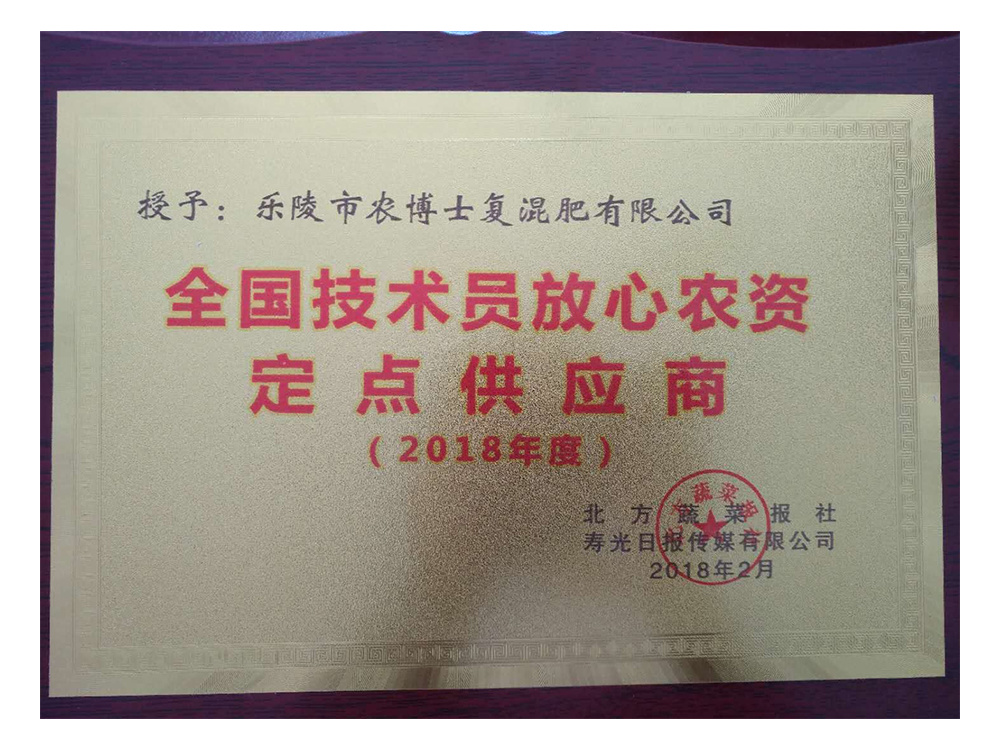 授予：乐陵市农博士复混肥有限公司
全国技术员放心农资
定点供应商
（2018年度）
北方蔬菜报社
寿光日报传媒有限公司
2018年2月
蔬菜报